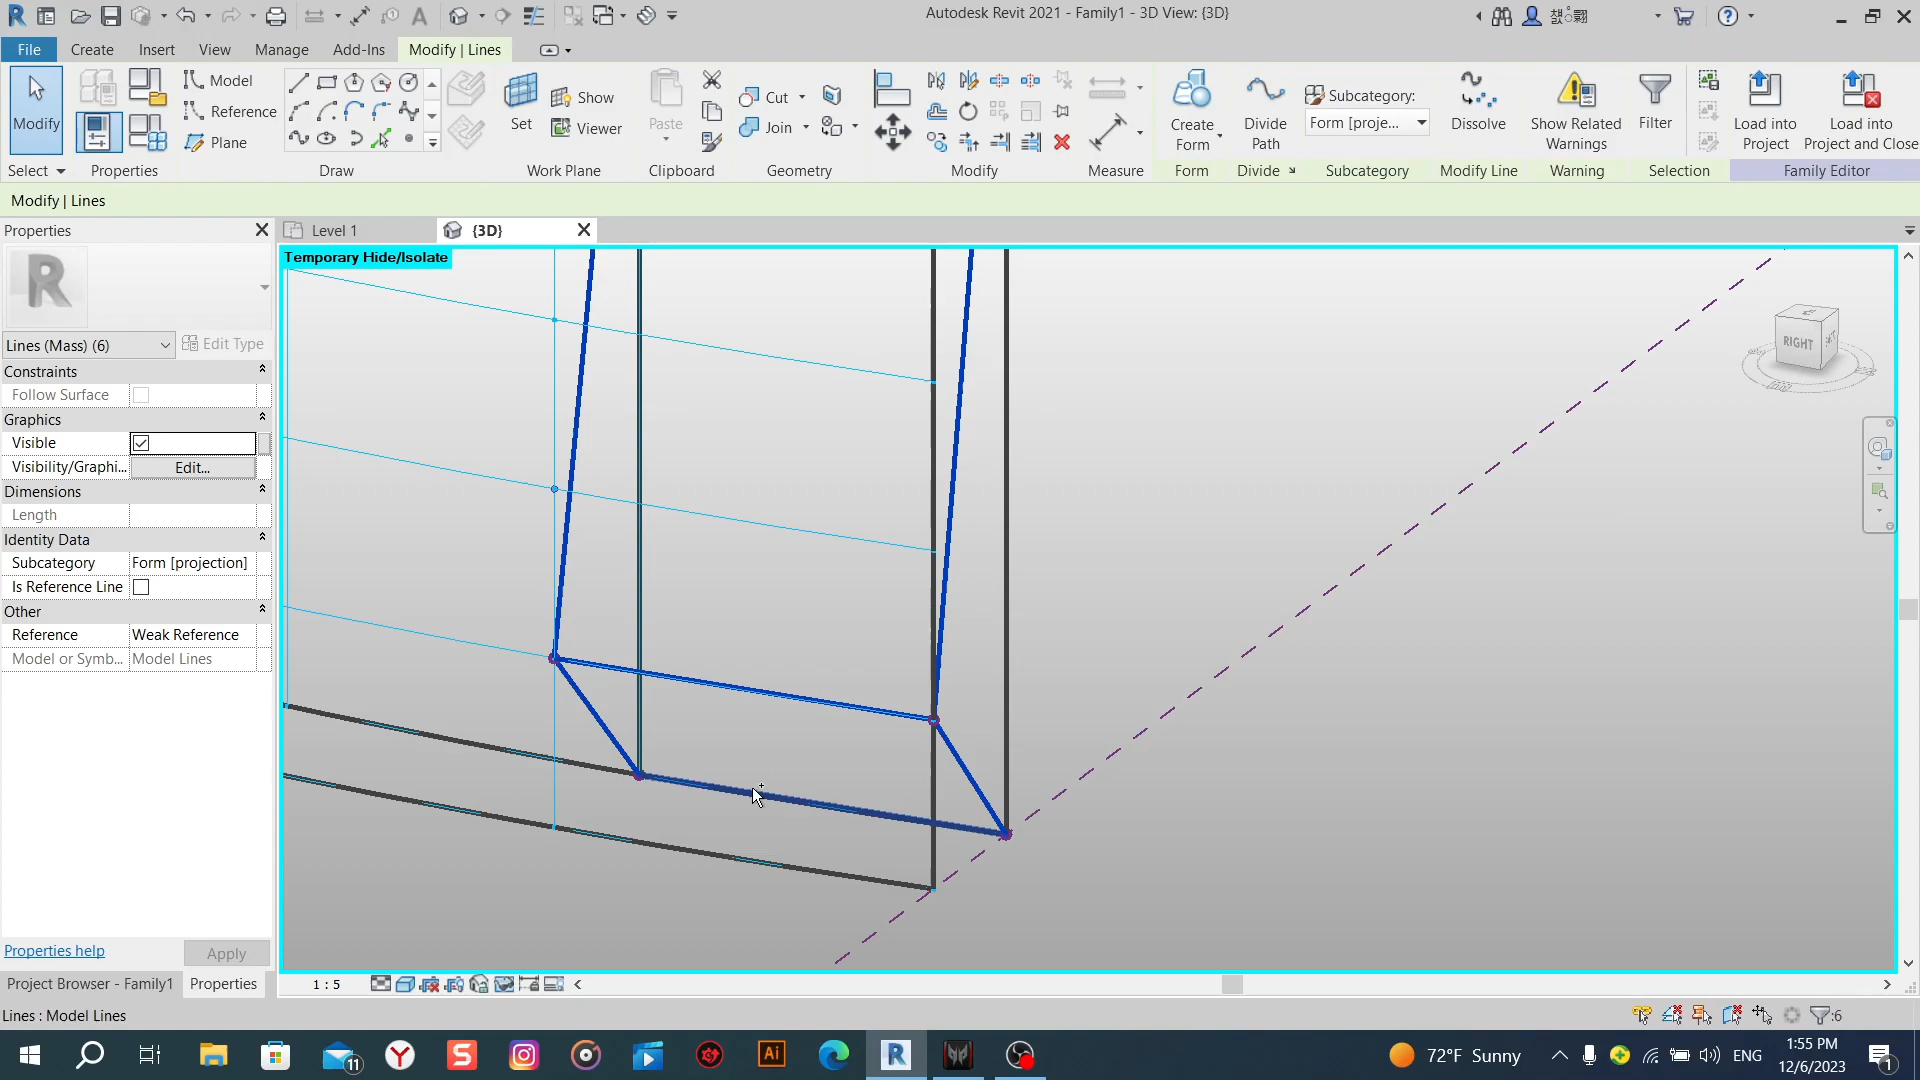 Autodesk Revit 2021 - Family1 - 3D View: {3D}
File
Create
Insert
View
Manage
Add-Ins
Modify | Lines
Modify
Model
Reference
Plane
Set
Show
Viewer
Paste
Cut
Join
Create
Form
Divide
Path
Subcategory:
Form [proje...
Dissolve
Show Related
Warnings
Filter
Load into
Project
Load into
Project and Close
Select
Properties
Draw
Work Plane
Clipboard
Geometry
Modify
Measure
Form
Divide
Subcategory
Modify Line
Warning
Selection
Family Editor
Modify | Lines
Properties
Level 1
{3D}
Temporary Hide/Isolate
RIGHT
Lines (Mass) (6)
Edit Type
Constraints
Follow Surface
Graphics
Visible
Visibility/Graphi...
Edit...
Dimensions
Length
Identity Data
Subcategory
Form [projection]
Is Reference Line
Other
Reference
Weak Reference
Model or Symb...
Model Lines
Properties help
Apply
Project Browser - Family1
Properties
1 : 5
Lines : Model Lines
:6
11
72°F Sunny
ENG
1:55 PM
12/6/2023
1